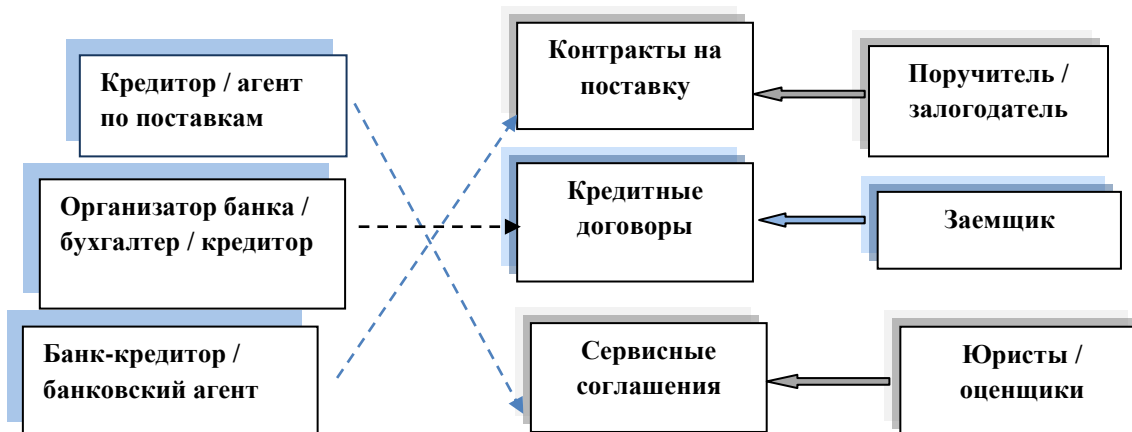 Кредитор / агент
по поставкам
Организатор банка /
бухгалтер / кредитор
Банк-кредитор /
банковский агент
Контракты на
поставку
Кредитные
договоры
Сервисные
соглашения
Поручитель /
залогодатель
Заемщик
Юристы /
оценщики